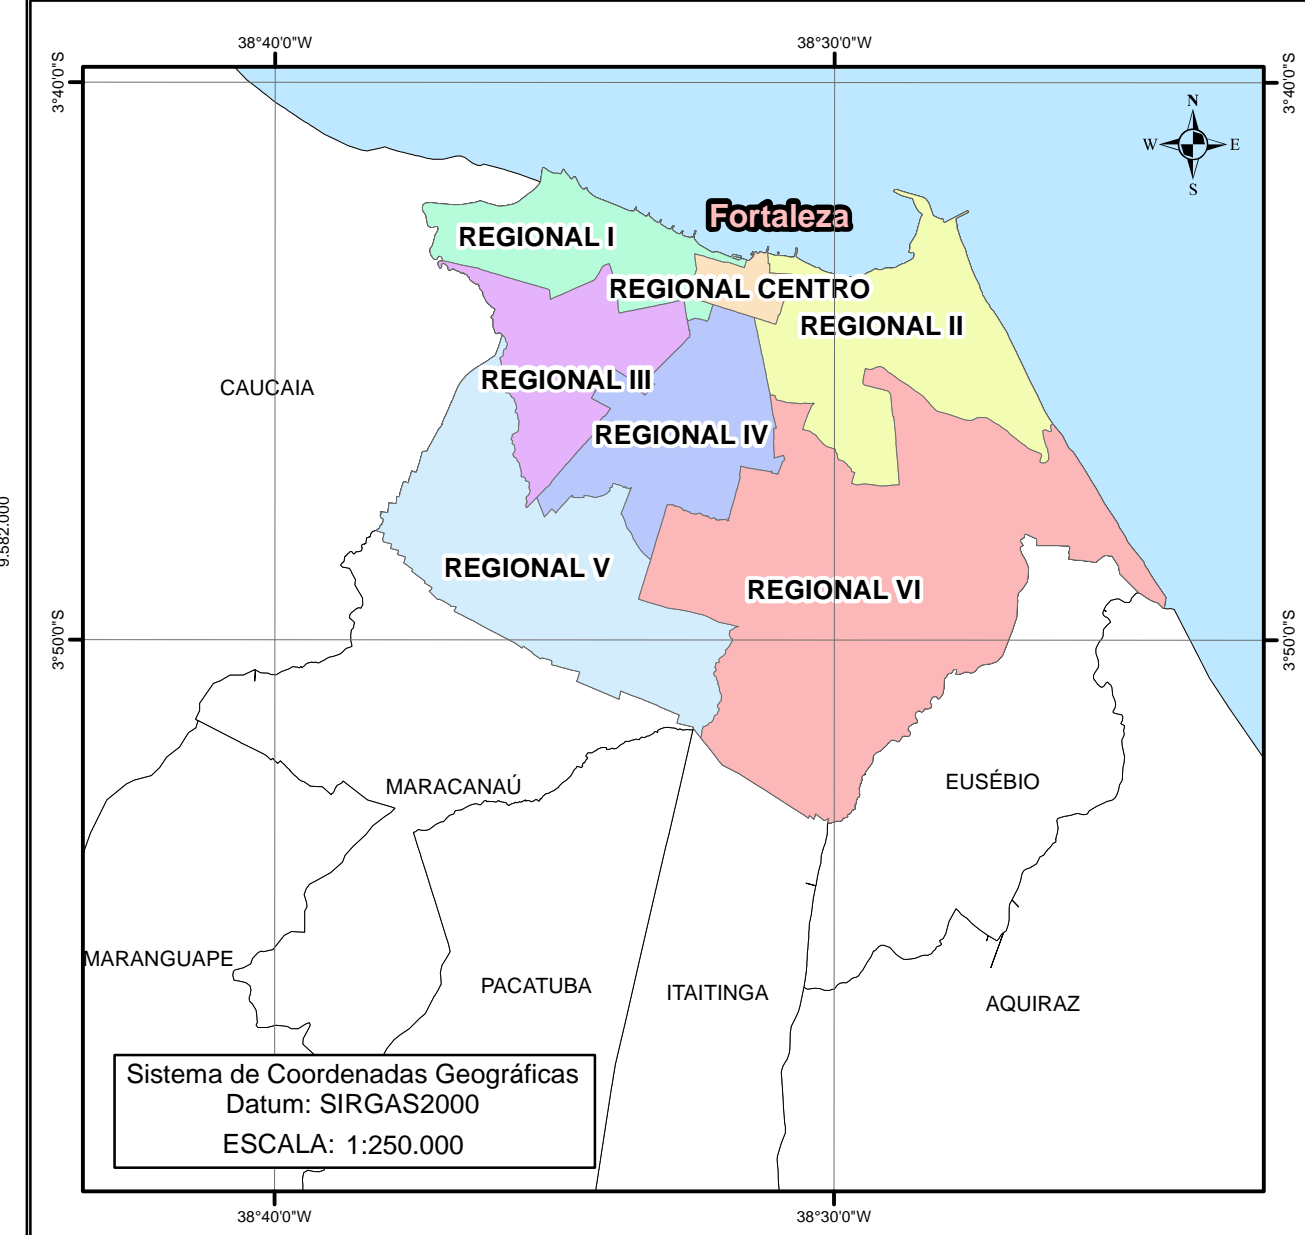 38°40'0"W
38°30'0"W
3°40'0"S
3°40'0"S
N
W
E
S
Fortaleza
REGIONAL I
REGIONAL CENTRO
REGIONAL II
REGIONAL III
CAUCAIA
REGIONAL IV
9.582.000
REGIONAL V
REGIONAL VI
3°50'0"S
3°50'0"S
EUSÉBIO
MARACANAÚ
MARANGUAPE
PACATUBA
ITAITINGA
AQUIRAZ
Sistema de Coordenadas Geográficas
Datum: SIRGAS2000
ESCALA: 1:250.000
38°40'0"W
38°30'0"W